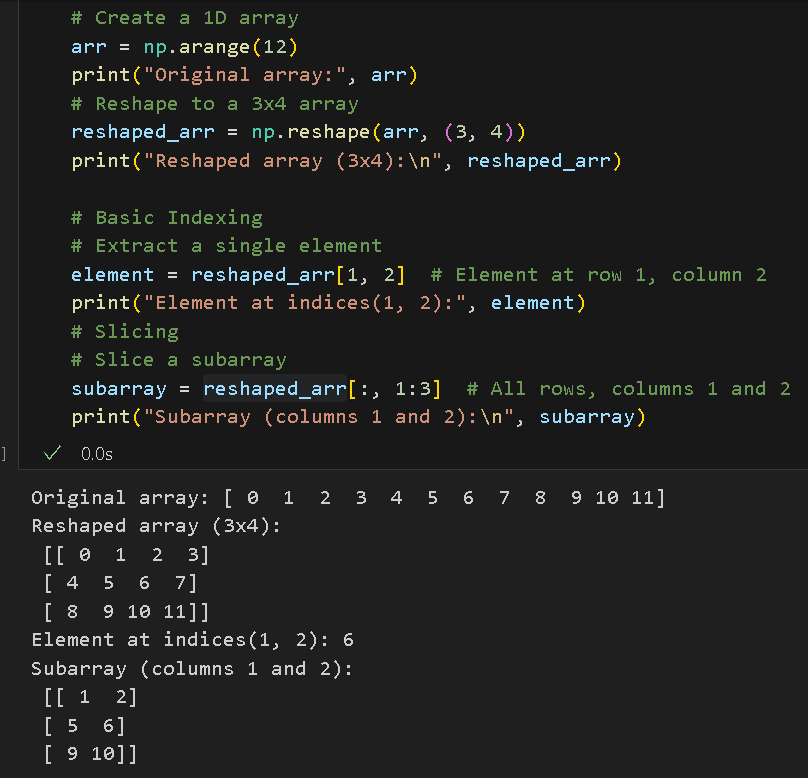 # Create a 1D array
arr = np.arange(12)
print("Original array:", arr)
# Reshape to a 3x4 array
reshaped_arr = np.reshape(arr, (3, 4))
print("Reshaped array (3x4):\n", reshaped_arr)
# Basic Indexing
# Extract a single element
element = reshaped_arr[1, 2]  # Element at row 1, column 2
print("Element at indices(1, 2):", element)
# Slicing
# Slice a subarray
subarray = reshaped_arr[:, 1:3]  # All rows, columns 1 and 2
print("Subarray (columns 1 and 2):\n", subarray)
] ✓ 0.0s
Original array: [ 0  1  2  3  4  5  6  7  8  9 10 11]
Reshaped array (3x4):
 [[ 0  1  2  3]
 [ 4  5  6  7]
 [ 8  9 10 11]]
Element at indices(1, 2): 6
Subarray (columns 1 and 2):
 [[ 1  2]
 [ 5  6]
 [ 9 10]]